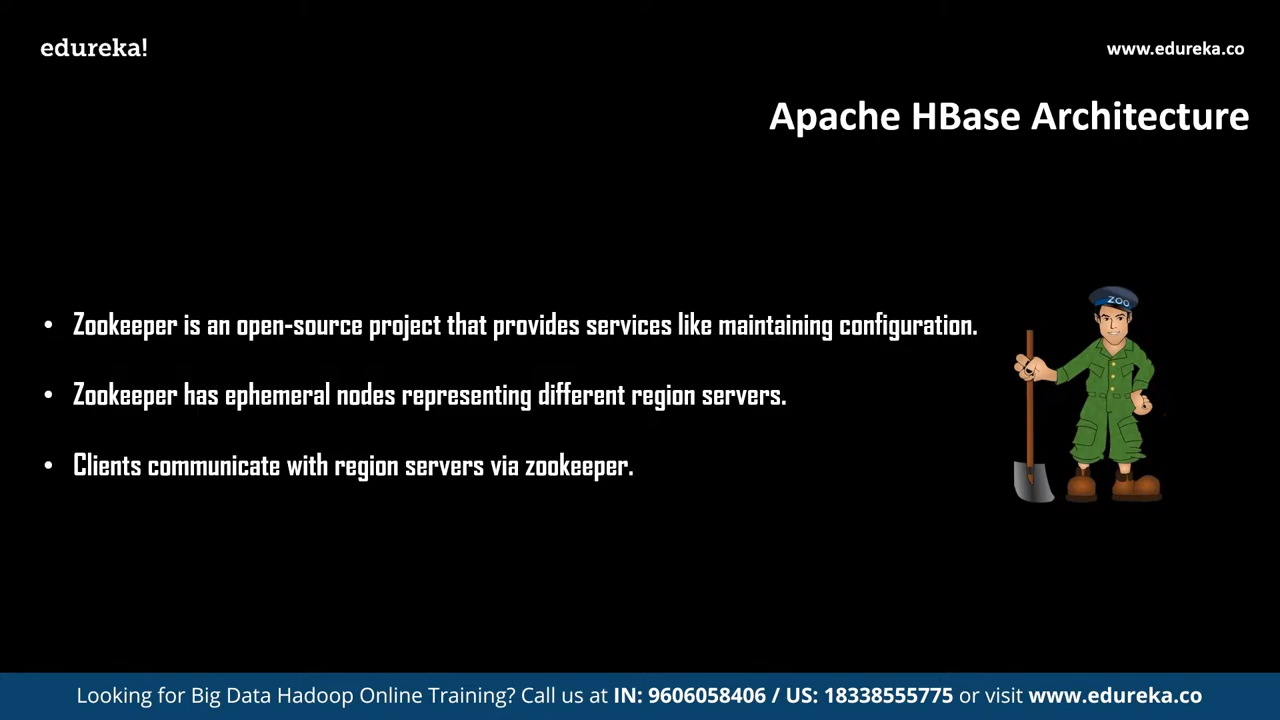 edureka!
www.edureka.co
Apache HBase Architecture
• Zookeeper is an open-source project that provides services like maintaining configuration.
• Zookeeper has ephemeral nodes representing different region servers.
• Clients communicate with region servers via zookeeper.
ZOO
Looking for Big Data Hadoop Online Training? Call us at IN: 9606058406 / US: 18338555775 or visit www.edureka.co